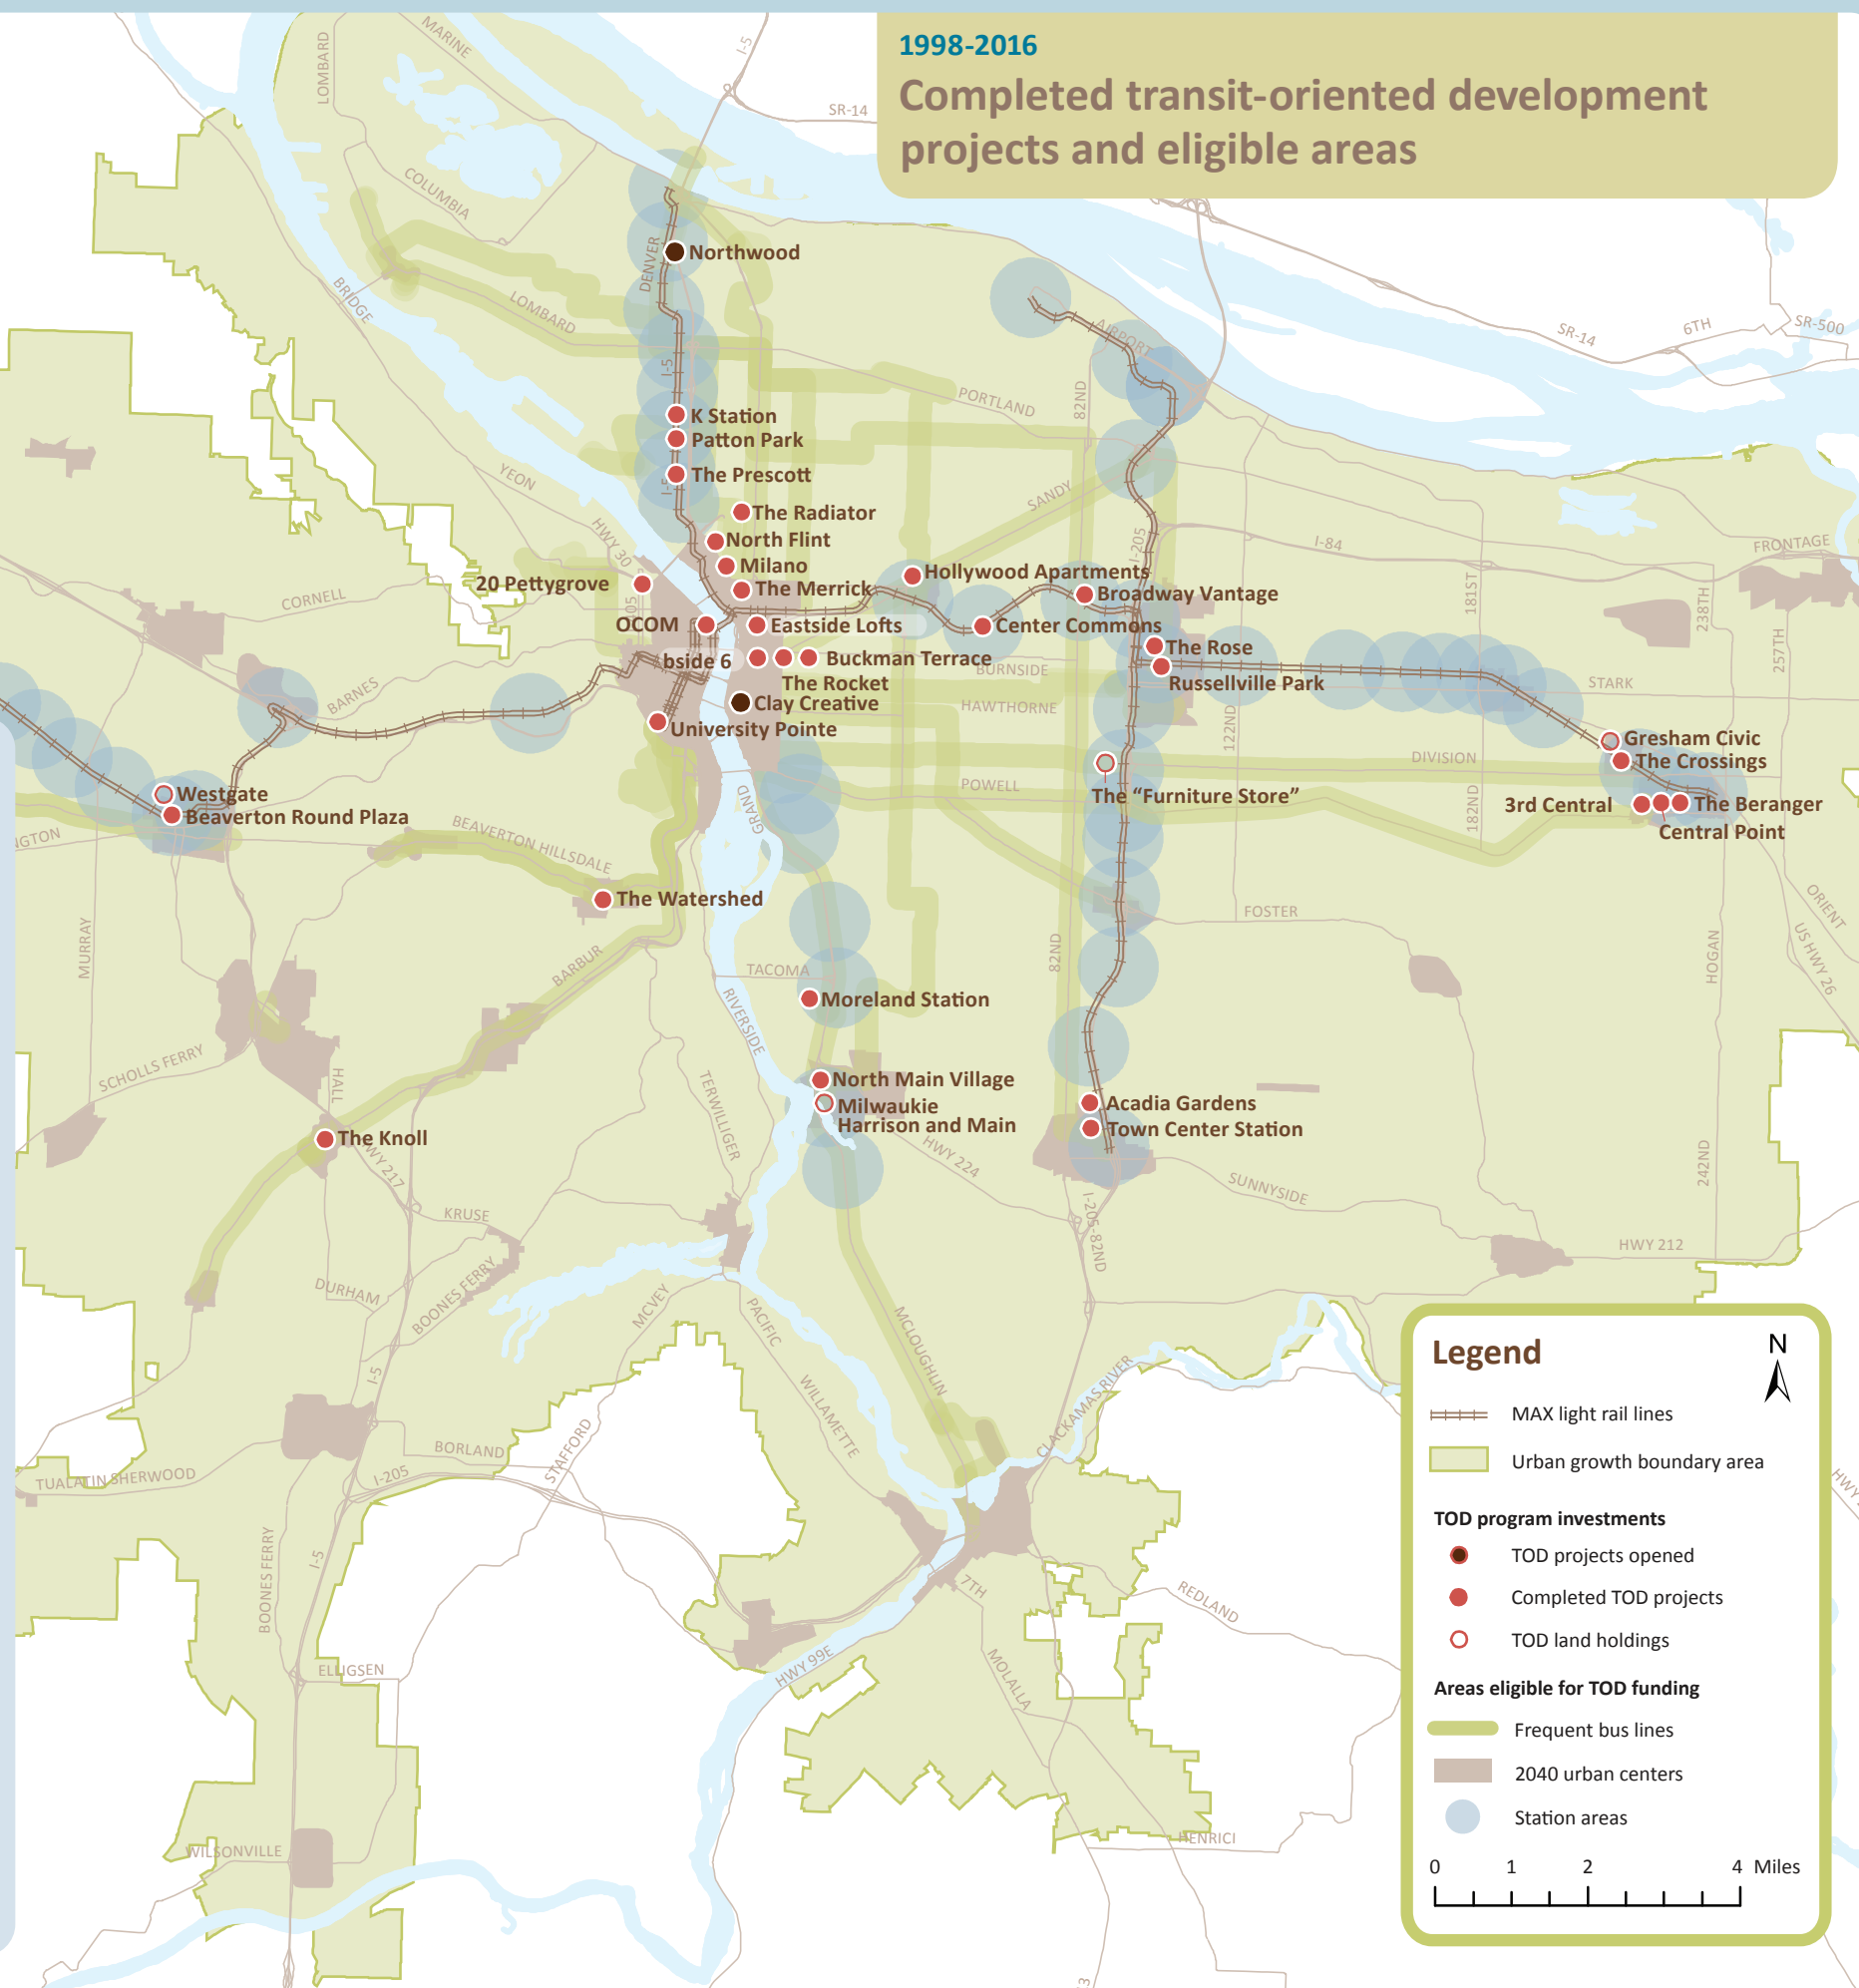 1998-2016
Completed transit-oriented development
projects and eligible areas
MARINE
LOMBARD
I-5
SR-14
COLUMBIA
DENVER
Northwood
BRIDGE
LOMBARD
AIRPORT
SR-14
6TH
SR-500
I-5
PORTLAND
82ND
K Station
Patton Park
The Prescott
I-5
YEON
SANDY
The Radiator
HWY 30
North Flint
I-205
I-84
FRONTAGE
Milano
Hollywood Apartments
20 Pettygrove
The Merrick
Broadway Vantage
CORNELL
405
181ST
238TH
257TH
OCOM
Eastside Lofts
Center Commons
The Rose
bside 6
Buckman Terrace
BURNSIDE
The Rocket
Russellville Park
STARK
BARNES
Clay Creative
HAWTHORNE
122ND
University Pointe
Gresham Civic
DIVISION
The Crossings
POWELL
Westgate
The "Furniture Store"
GRAND
3rd Central
The Beranger
Beaverton Round Plaza
182ND
Central Point
NGTON
BEAVERTON HILLSDALE
The Watershed
FOSTER
ORIENT
MURRAY
US HWY 26
BARBUR
TACOMA
82ND
HOGAN
Moreland Station
RIVERSIDE
SCHOLLS FERRY
HALL
TERWILLIGER
North Main Village
Milwaukie
Harrison and Main
Acadia Gardens
Town Center Station
The Knoll
HWY 217
HWY 224
242ND
SUNNYSIDE
KRUSE
I-205-82ND
HWY 212
DURHAM
BOONES FERRY
MCVEY
PACIFIC
MCLOUGHLIN
I-5
CLACKAMAS RIVER
WILLAMETTE
STAFFORD
BORLAND
I-205
TUALATIN SHERWOOD
BOONES FERRY
I-5
7TH
REDLAND
HWY 99E
MOLALLA
ELLIGSEN
HENRICI
WILSONVILLE
Legend
N
MAX light rail lines
Urban growth boundary area
TOD program investments
TOD projects opened
Completed TOD projects
TOD land holdings
Areas eligible for TOD funding
Frequent bus lines
2040 urban centers
Station areas
0 1 2 4 Miles